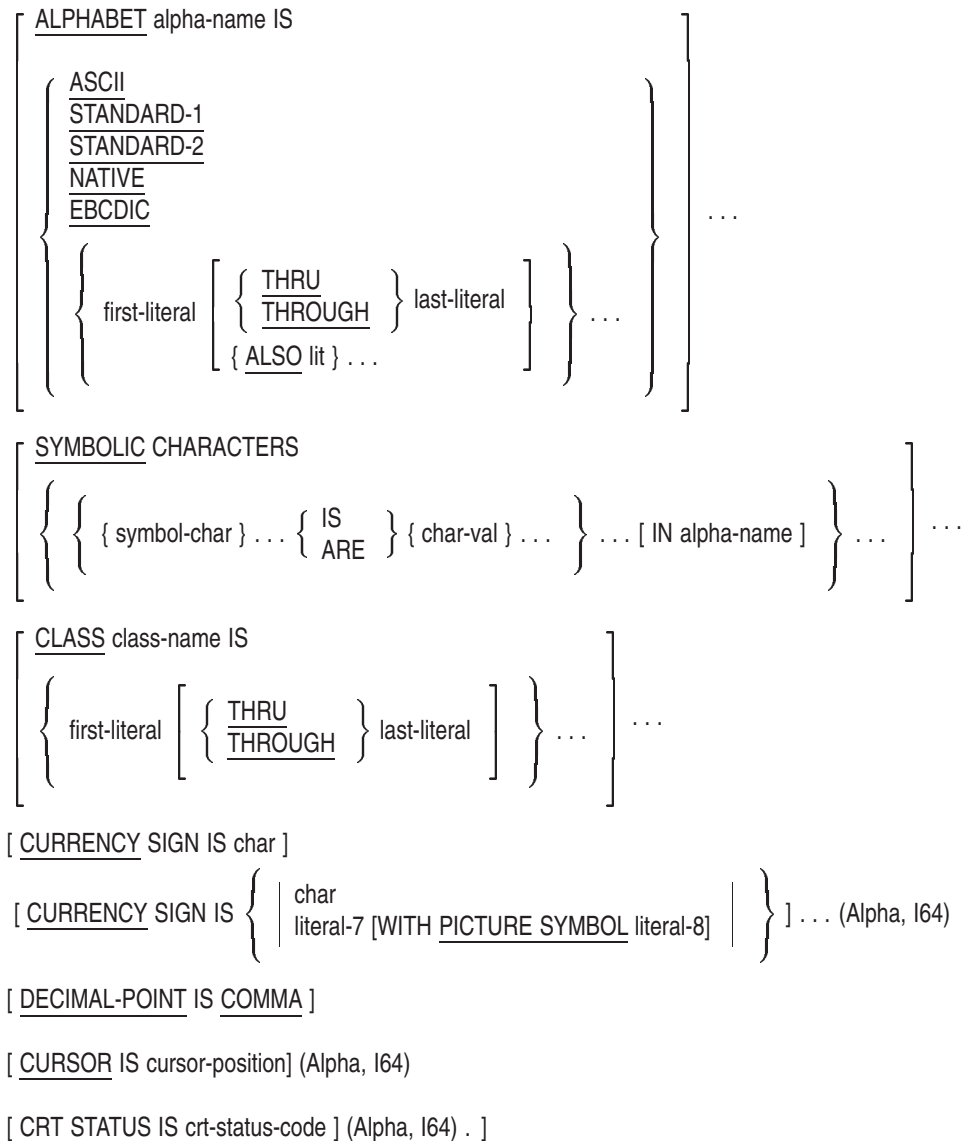 [ ALPHABET alpha-name IS
{ ASCII
STANDARD-1
STANDARD-2
NATIVE
EBCDIC
{ first-literal [ { THRU
THROUGH } last-literal
{ ALSO lit } . . . ] } . . . } ] . . .
[ SYMBOLIC CHARACTERS
{ { { symbol-char } . . . { IS
ARE } { char-val } . . . } . . . [ IN alpha-name ] } . . . ] . . .
[ CLASS class-name IS
{ first-literal [ { THRU
THROUGH } last-literal ] } . . . ] . . .
[ CURRENCY SIGN IS char ]
[ CURRENCY SIGN IS { | char
literal-7 [WITH PICTURE SYMBOL literal-8] | } ] . . . (Alpha, I64)
[ DECIMAL-POINT IS COMMA ]
[ CURSOR IS cursor-position] (Alpha, I64)
[ CRT STATUS IS crt-status-code ] (Alpha, I64) . ]